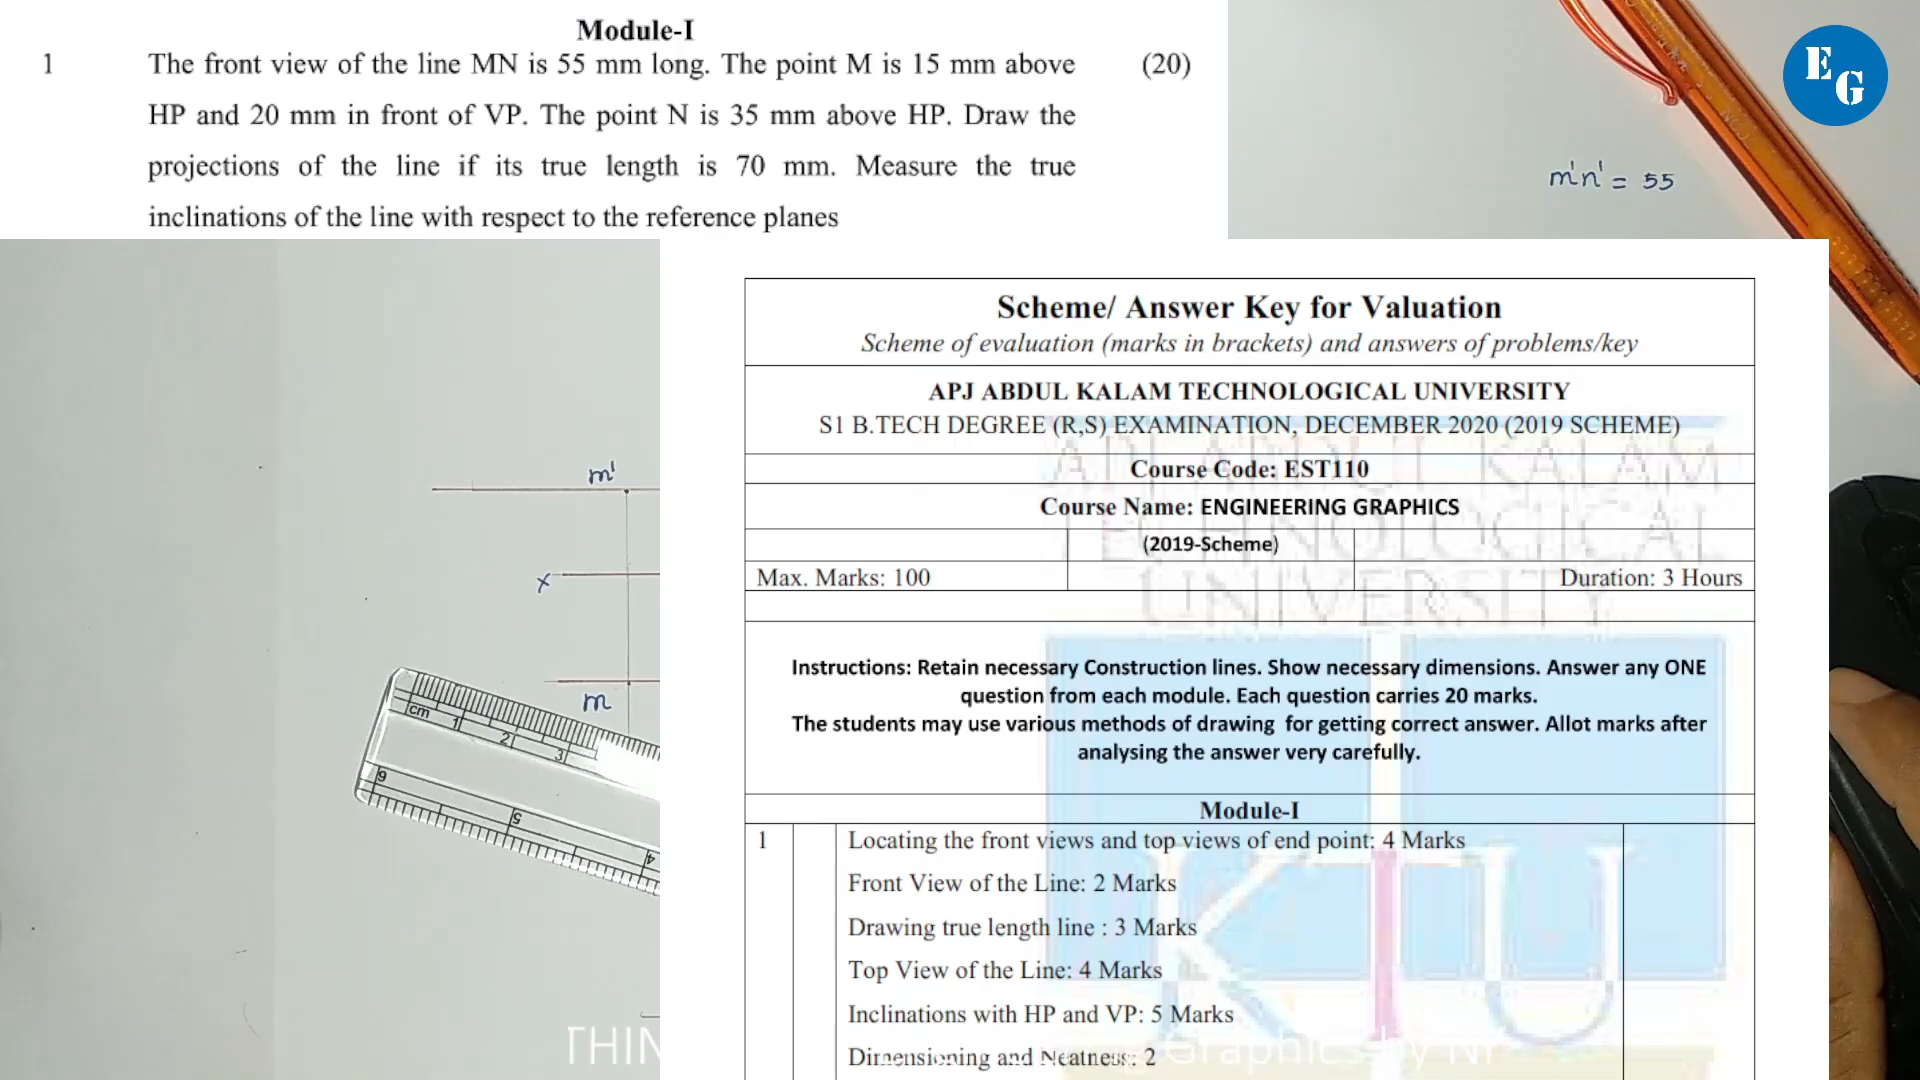 Module-I
1 The front view of the line MN is 55 mm long. The point M is 15 mm above (20)
HP and 20 mm in front of VP. The point N is 35 mm above HP. Draw the
projections of the line if its true length is 70 mm. Measure the true
inclinations of the line with respect to the reference planes
E
G
m'n' = 55
m'
x
m
cm 1 2 3
6 5 4
Scheme/ Answer Key for Valuation
Scheme of evaluation (marks in brackets) and answers of problems/key
APJ ABDUL KALAM TECHNOLOGICAL UNIVERSITY
S1 B.TECH DEGREE (R,S) EXAMINATION, DECEMBER 2020 (2019 SCHEME)
Course Code: EST110
Course Name: ENGINEERING GRAPHICS
(2019-Scheme)
Max. Marks: 100 Duration: 3 Hours
Instructions: Retain necessary Construction lines. Show necessary dimensions. Answer any ONE
question from each module. Each question carries 20 marks.
The students may use various methods of drawing for getting correct answer. Allot marks after
analysing the answer very carefully.
Module-I
1 Locating the front views and top views of end point: 4 Marks
Front View of the Line: 2 Marks
Drawing true length line : 3 Marks
Top View of the Line: 4 Marks
Inclinations with HP and VP: 5 Marks
Dimensioning and Neatness: 2